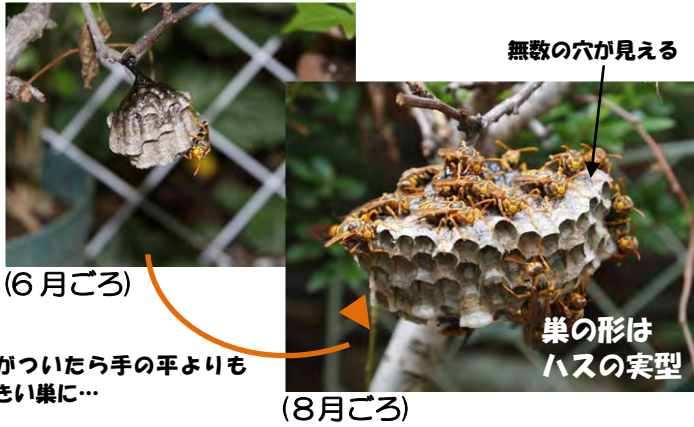 無数の穴が見える
(6月ごろ)
巣の形は
ハスの実型
がついたら手の平よりも
きい巣に…
(8月ごろ)